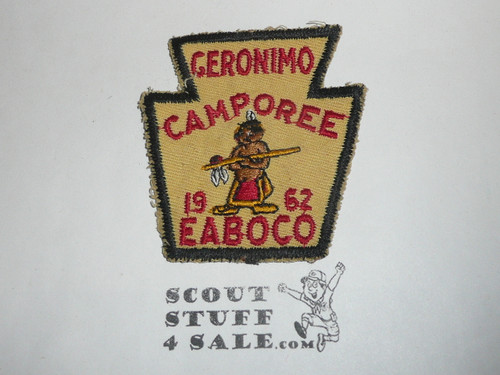 GERONIMO
CAMPOREE
19 62
EABOCO
SCOUT
STUFF
4 SALE.COM